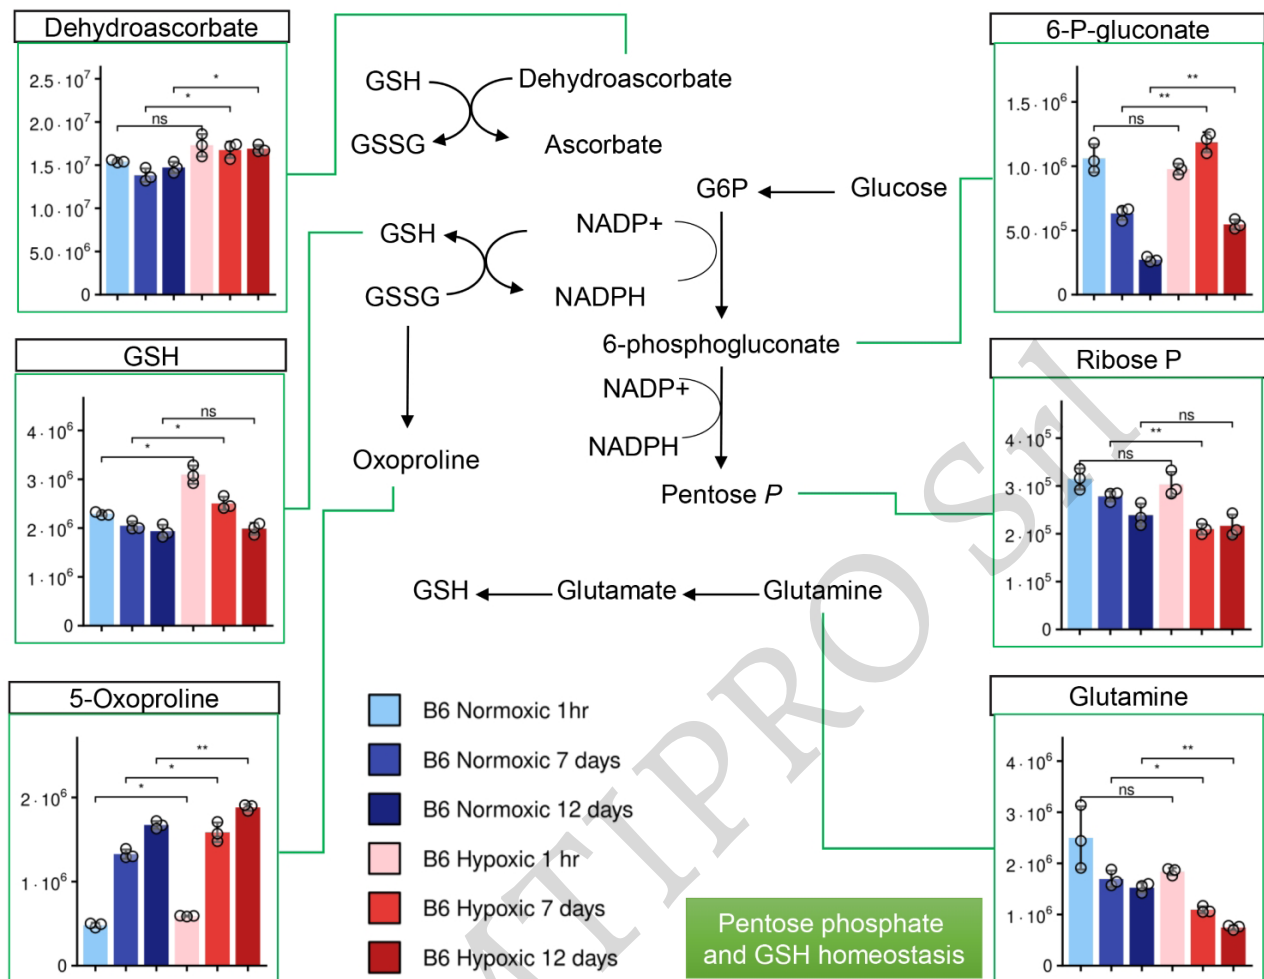 Dehydroascorbate
2.5·10⁷
2.0·10⁷
1.5·10⁷
1.0·10⁷
5.0·10⁶
0
ns
*
*
GSH
4·10⁶
3·10⁶
2·10⁶
1·10⁶
0
*
*
ns
5-Oxoproline
2·10⁶
1·10⁶
0
*
*
**
GSH
Dehydroascorbate
GSSG
Ascorbate
G6P
Glucose
GSH
NADP+
GSSG
NADPH
6-phosphogluconate
NADP+
NADPH
Oxoproline
Pentose P
GSH
Glutamate
Glutamine
B6 Normoxic 1hr
B6 Normoxic 7 days
B6 Normoxic 12 days
B6 Hypoxic 1 hr
B6 Hypoxic 7 days
B6 Hypoxic 12 days
Pentose phosphate
and GSH homeostasis
6-P-gluconate
1.5·10⁶
1.0·10⁶
5.0·10⁵
0
ns
**
**
Ribose P
4·10⁵
3·10⁵
2·10⁵
1·10⁵
0
ns
**
ns
Glutamine
4·10⁶
3·10⁶
2·10⁶
1·10⁶
0
ns
*
**
MTIPRO Srl